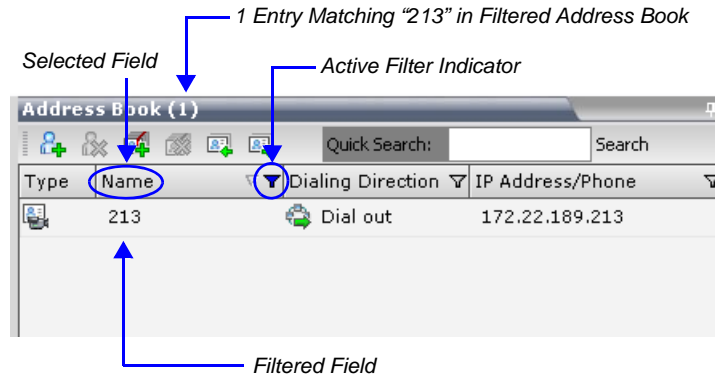 1 Entry Matching “213” in Filtered Address Book
Selected Field
Active Filter Indicator
Address Book (1)
Quick Search: Search
Type Name Dialing Direction IP Address/Phone
213 Dial out 172.22.189.213
Filtered Field